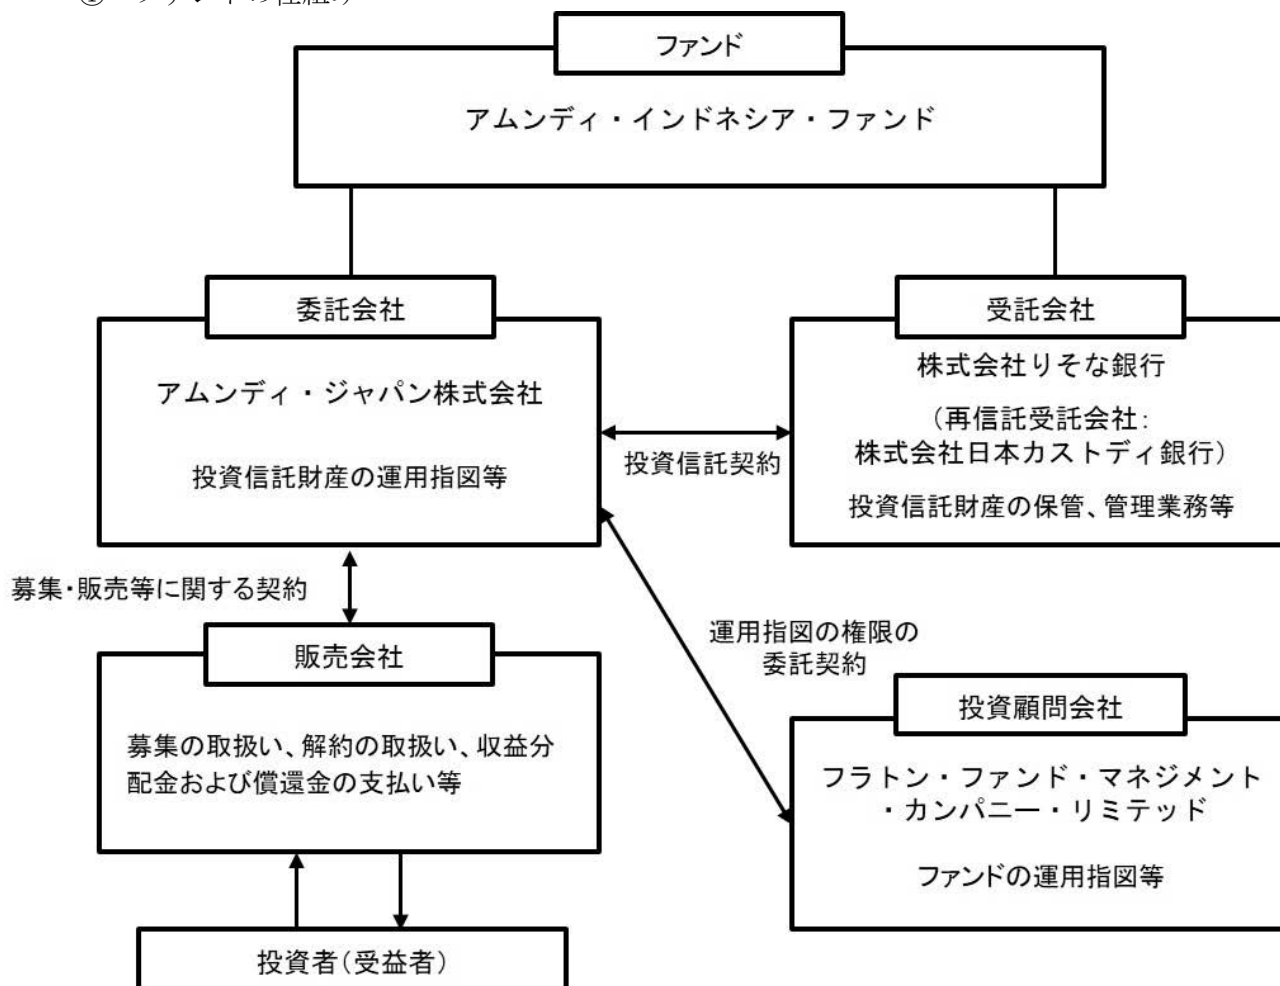 ファンド
アムンディ・インドネシア・ファンド
委託会社
アムンディ・ジャパン株式会社
投資信託財産の運用指図等
投資信託契約
受託会社
株式会社りそな銀行
（再信託受託会社：
株式会社日本カストディ銀行）
投資信託財産の保管、管理業務等
募集・販売等に関する契約
運用指図の権限の
委託契約
販売会社
募集の取扱い、解約の取扱い、収益分
配金および償還金の支払い等
投資顧問会社
フラトン・ファンド・マネジメント
・カンパニー・リミテッド
ファンドの運用指図等
投資者（受益者）